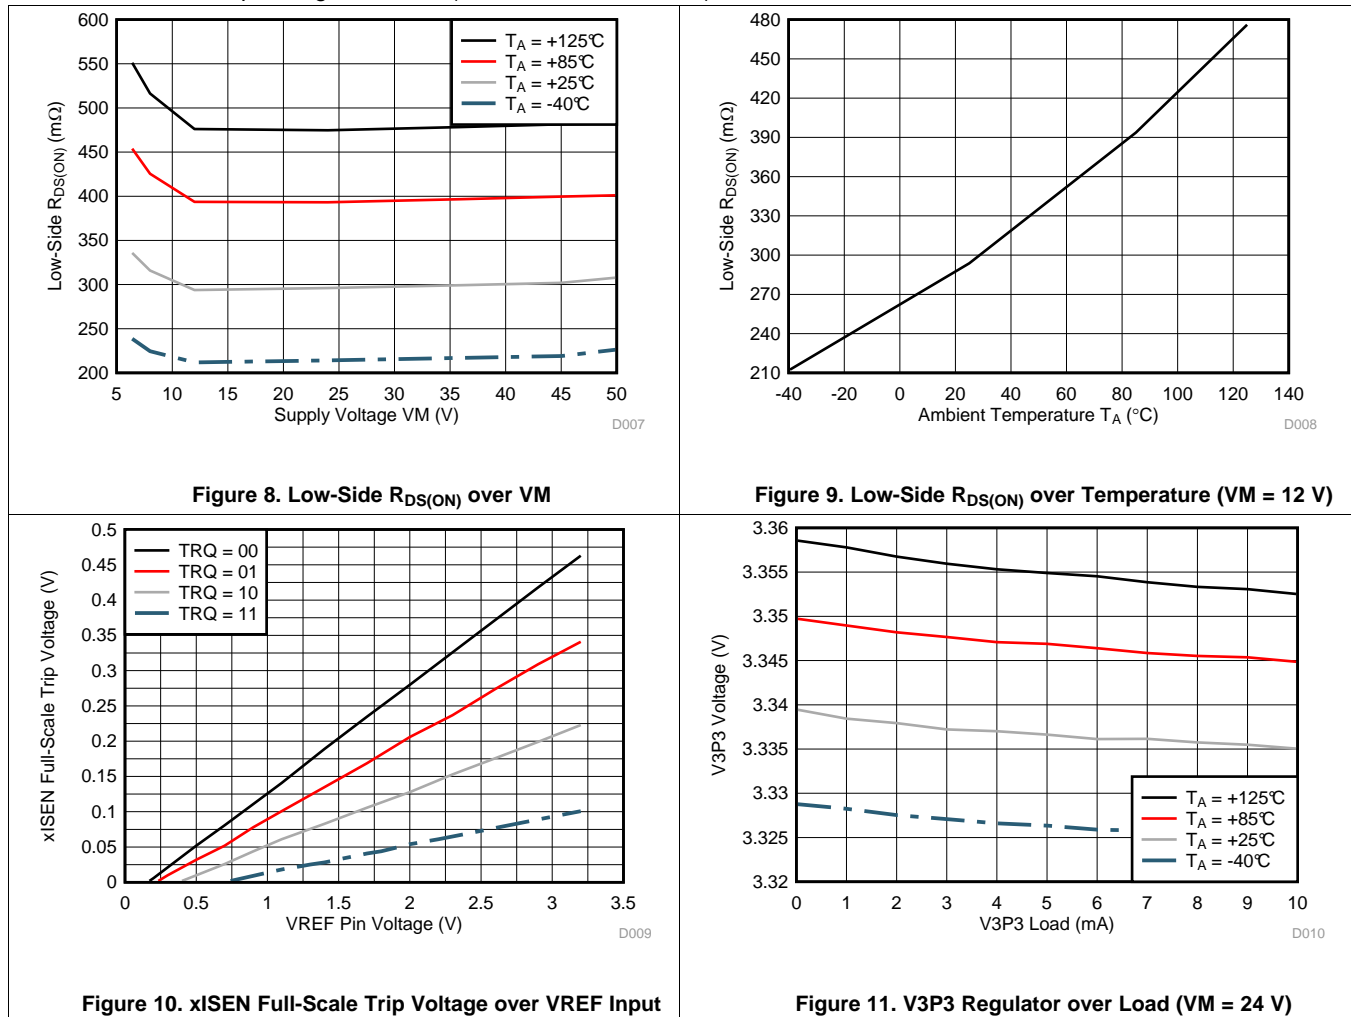 600
550
500
450
400
350
300
250
200
5 10 15 20 25 30 35 40 45 50
Low-Side RDS(ON) (mΩ)
Supply Voltage VM (V)
TA = +125°C
TA = +85°C
TA = +25°C
TA = -40°C
D007
Figure 8. Low-Side RDS(ON) over VM
480
450
420
390
360
330
300
270
240
210
-40 -20 0 20 40 60 80 100 120 140
Low-Side RDS(ON) (mΩ)
Ambient Temperature TA (°C)
D008
Figure 9. Low-Side RDS(ON) over Temperature (VM = 12 V)
0.5
0.45
0.4
0.35
0.3
0.25
0.2
0.15
0.1
0.05
0
0 0.5 1 1.5 2 2.5 3 3.5
xISEN Full-Scale Trip Voltage (V)
VREF Pin Voltage (V)
TRQ = 00
TRQ = 01
TRQ = 10
TRQ = 11
D009
Figure 10. xISEN Full-Scale Trip Voltage over VREF Input
3.36
3.355
3.35
3.345
3.34
3.335
3.33
3.325
3.32
0 1 2 3 4 5 6 7 8 9 10
V3P3 Voltage (V)
V3P3 Load (mA)
TA = +125°C
TA = +85°C
TA = +25°C
TA = -40°C
D010
Figure 11. V3P3 Regulator over Load (VM = 24 V)